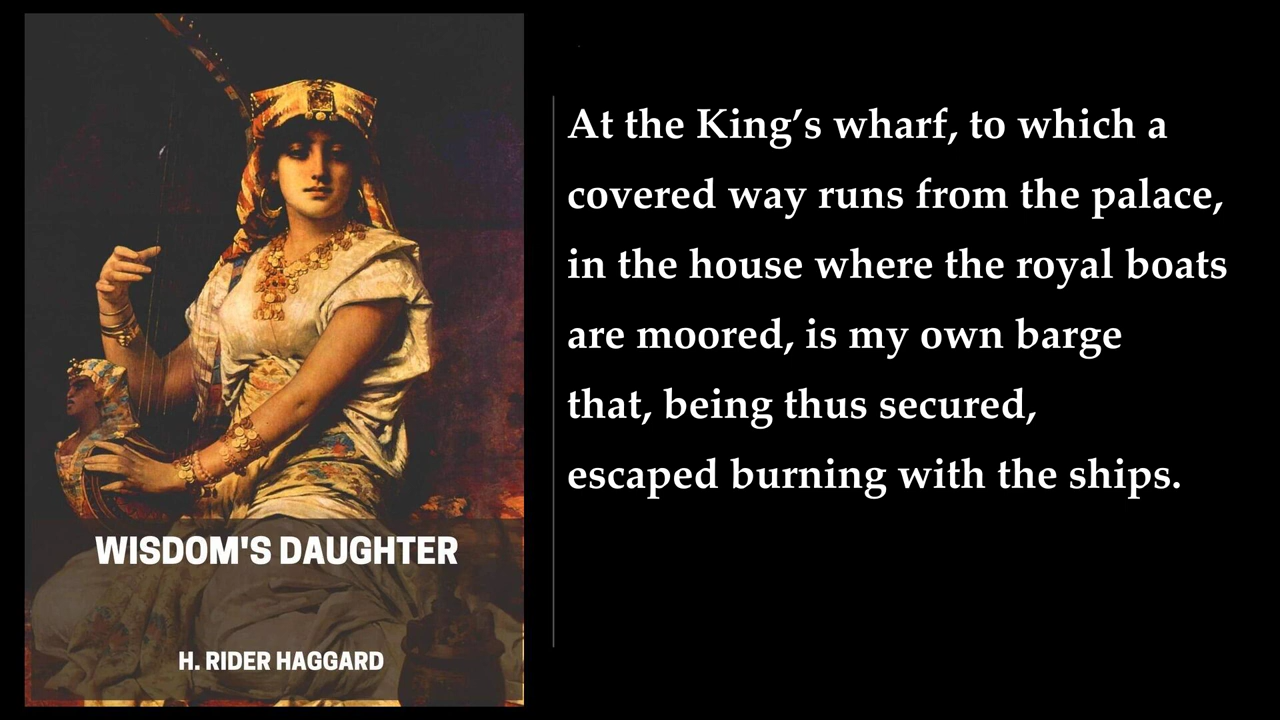 At the King’s wharf, to which a
covered way runs from the palace,
in the house where the royal boats
are moored, is my own barge
that, being thus secured,
escaped burning with the ships.
WISDOM'S DAUGHTER
H. RIDER HAGGARD